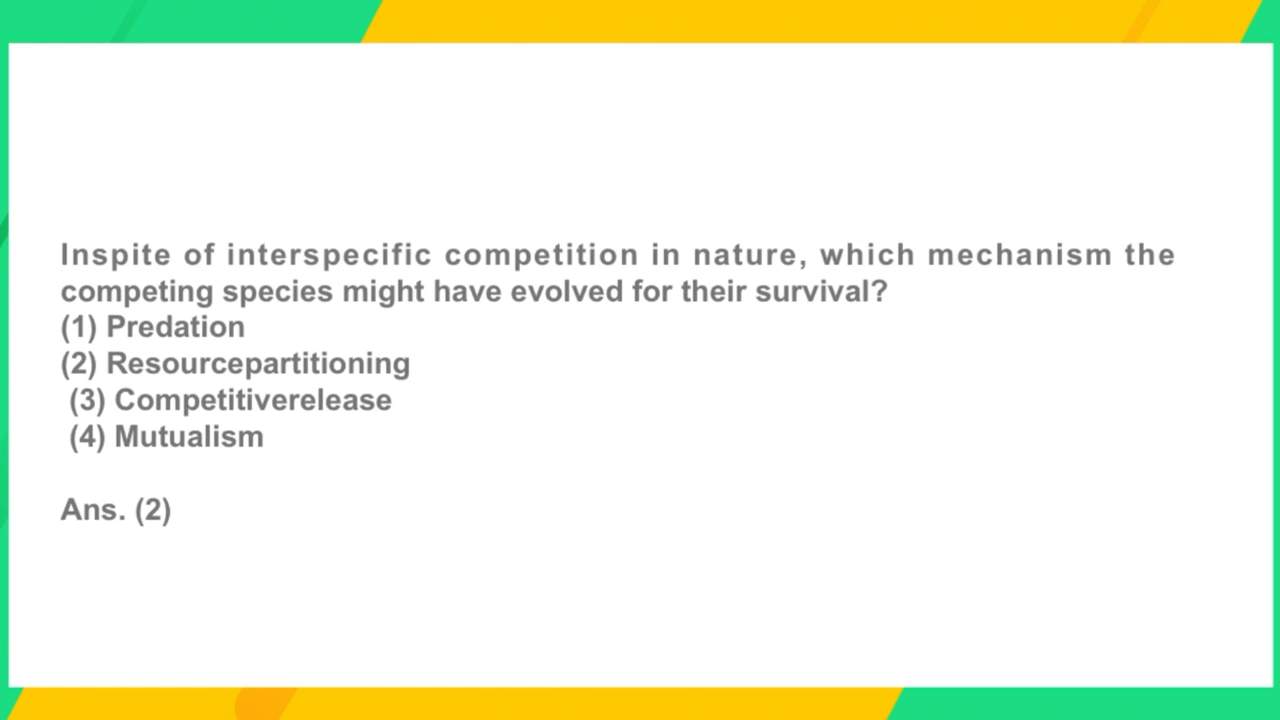 Inspite of interspecific competition in nature, which mechanism the
competing species might have evolved for their survival?
(1) Predation
(2) Resourcepartitioning
(3) Competitiverelease
(4) Mutualism
Ans. (2)